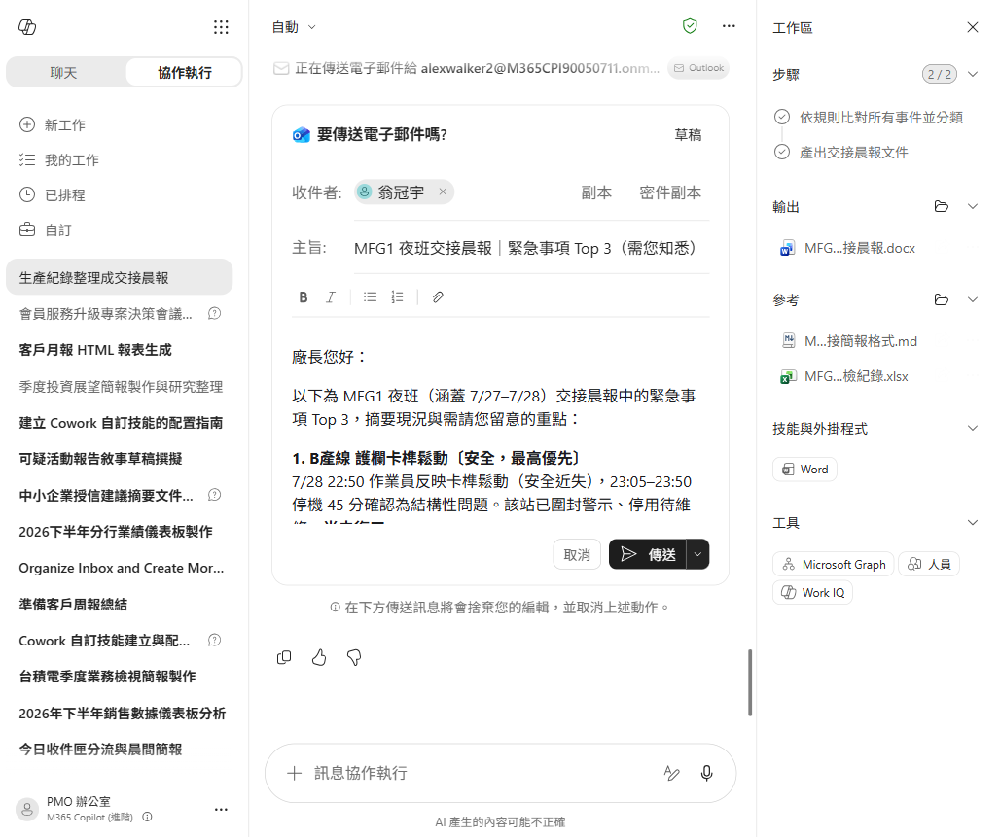 聊天
協作執行
新工作
我的工作
已排程
自訂
生產紀錄整理成交接晨報
會員服務升級專案決策會議...
客戶月報 HTML 報表生成
季度投資展望簡報製作與研究整理
建立 Cowork 自訂技能的配置指南
可疑活動報告敘事草稿撰擬
中小企業授信建議摘要文件...
2026下半年分行業績儀表板製作
Organize Inbox and Create Mor...
準備客戶周報總結
Cowork 自訂技能建立與配...
台積電季度業務檢視簡報製作
2026年下半年銷售數據儀表板分析
今日收件匣分流與晨間簡報
PMO 辦公室
M365 Copilot (進階)
自動
正在傳送電子郵件給 alexwalker2@M365CPI90050711.onm...
Outlook
要傳送電子郵件嗎?
草稿
收件者:
翁冠宇
副本
密件副本
主旨:
MFG1 夜班交接晨報｜緊急事項 Top 3（需您知悉）
B
I
廠長您好：
以下為 MFG1 夜班（涵蓋 7/27–7/28）交接晨報中的緊急事
項 Top 3，摘要現況與需請您留意的重點：
1. B產線 護欄卡榫鬆動〔安全，最高優先〕
7/28 22:50 作業員反映卡榫鬆動（安全近失），23:05–23:50
停機 45 分確認為結構性問題。該站已圍封警示、停用待維
取消
傳送
在下方傳送訊息將會捨棄您的編輯，並取消上述動作。
訊息協作執行
AI 產生的內容可能不正確
工作區
步驟
2 / 2
依規則比對所有事件並分類
產出交接晨報文件
輸出
MFG...接晨報.docx
參考
M...接簡報格式.md
MFG...檢紀錄.xlsx
技能與外掛程式
Word
工具
Microsoft Graph
人員
Work IQ